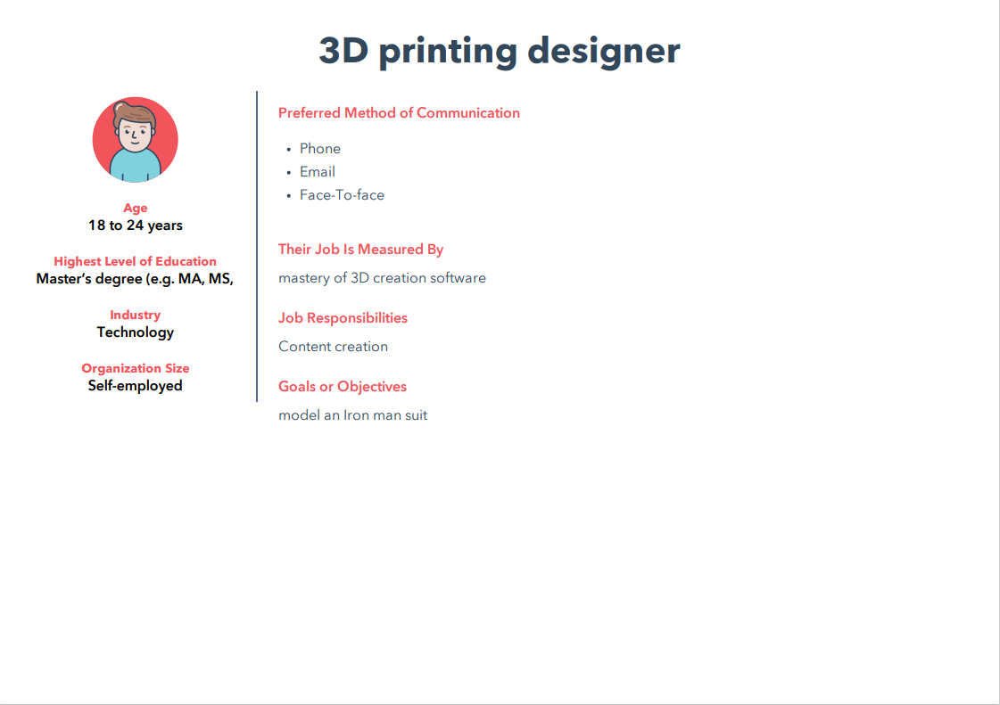 3D printing designer
Age
18 to 24 years
Highest Level of Education
Master’s degree (e.g. MA, MS,
Industry
Technology
Organization Size
Self-employed
Preferred Method of Communication
• Phone
• Email
• Face-To-face
Their Job Is Measured By
mastery of 3D creation software
Job Responsibilities
Content creation
Goals or Objectives
model an Iron man suit